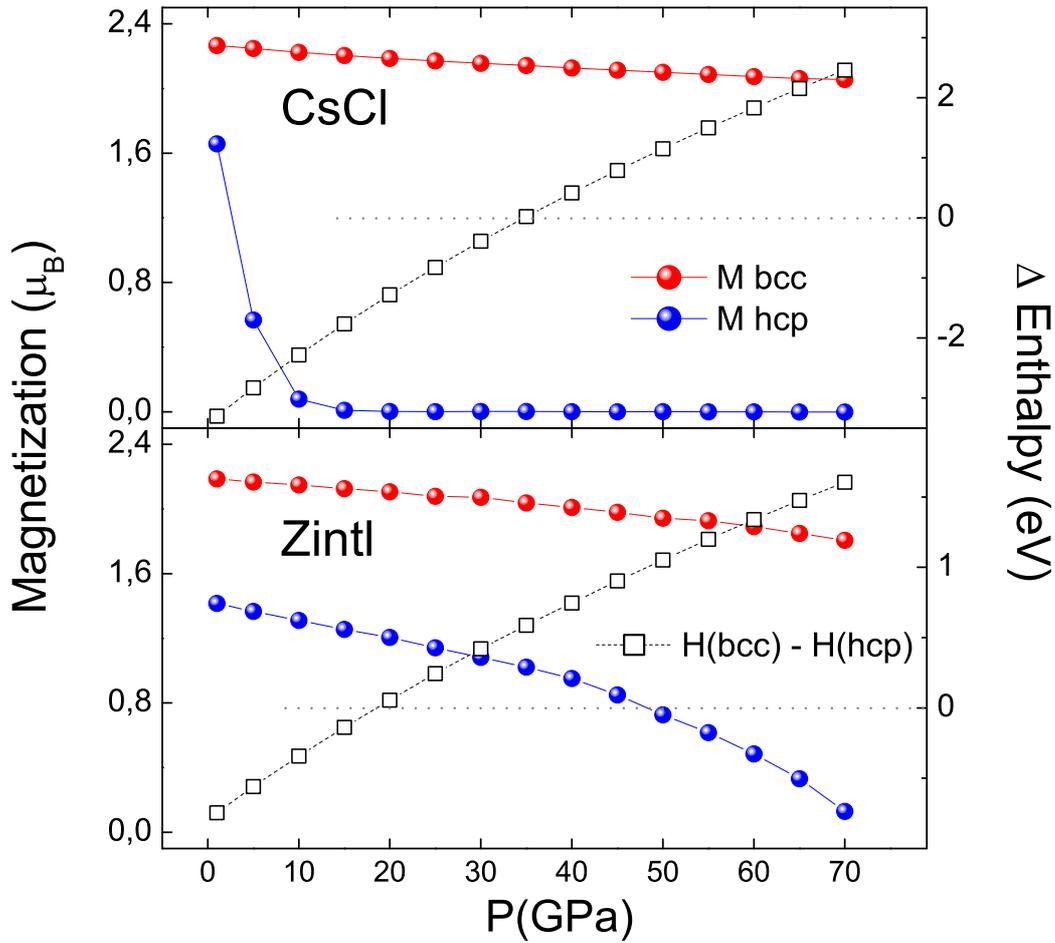 2,4
1,6
0,8
0,0
CsCl
M bcc
M hcp
2
0
-2
2,4
1,6
0,8
0,0
Zintl
H(bcc) - H(hcp)
1
0
0 10 20 30 40 50 60 70
P(GPa)
Magnetization (μB)
Δ Enthalpy (eV)